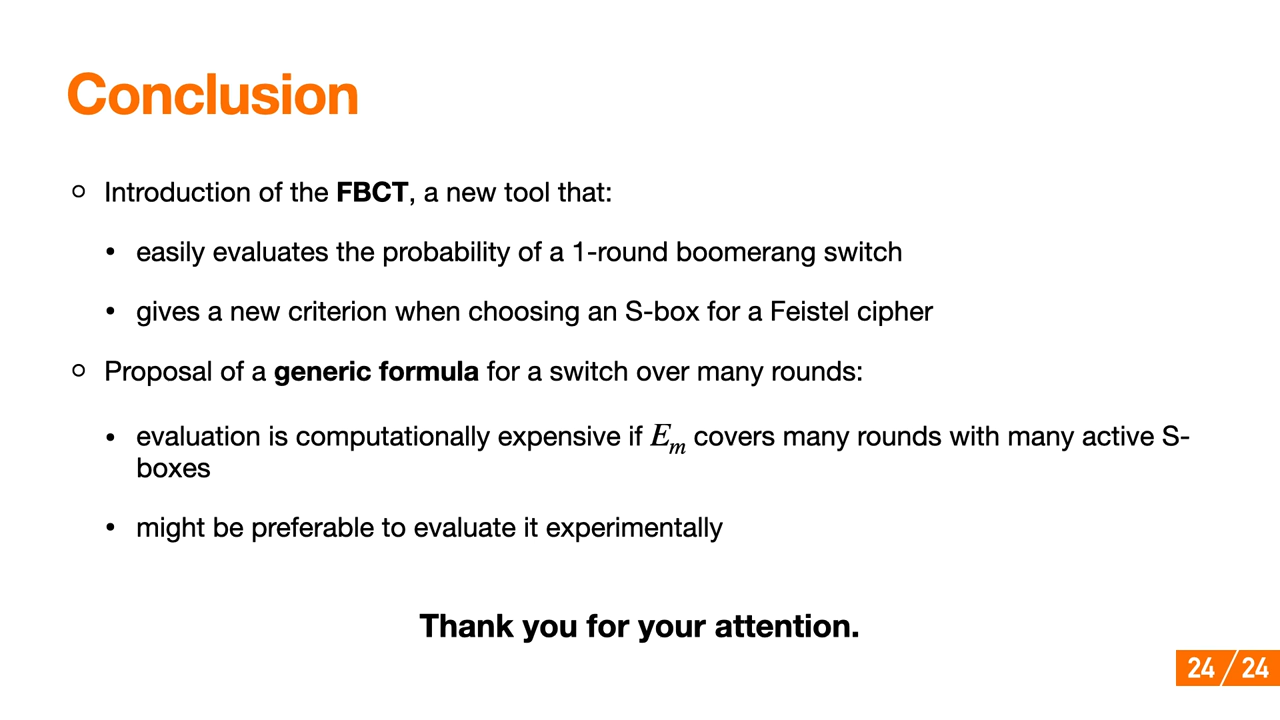 Conclusion
Introduction of the FBCT, a new tool that:
easily evaluates the probability of a 1-round boomerang switch
gives a new criterion when choosing an S-box for a Feistel cipher
Proposal of a generic formula for a switch over many rounds:
evaluation is computationally expensive if E_m covers many rounds with many active S-
boxes
might be preferable to evaluate it experimentally
Thank you for your attention.
24/24